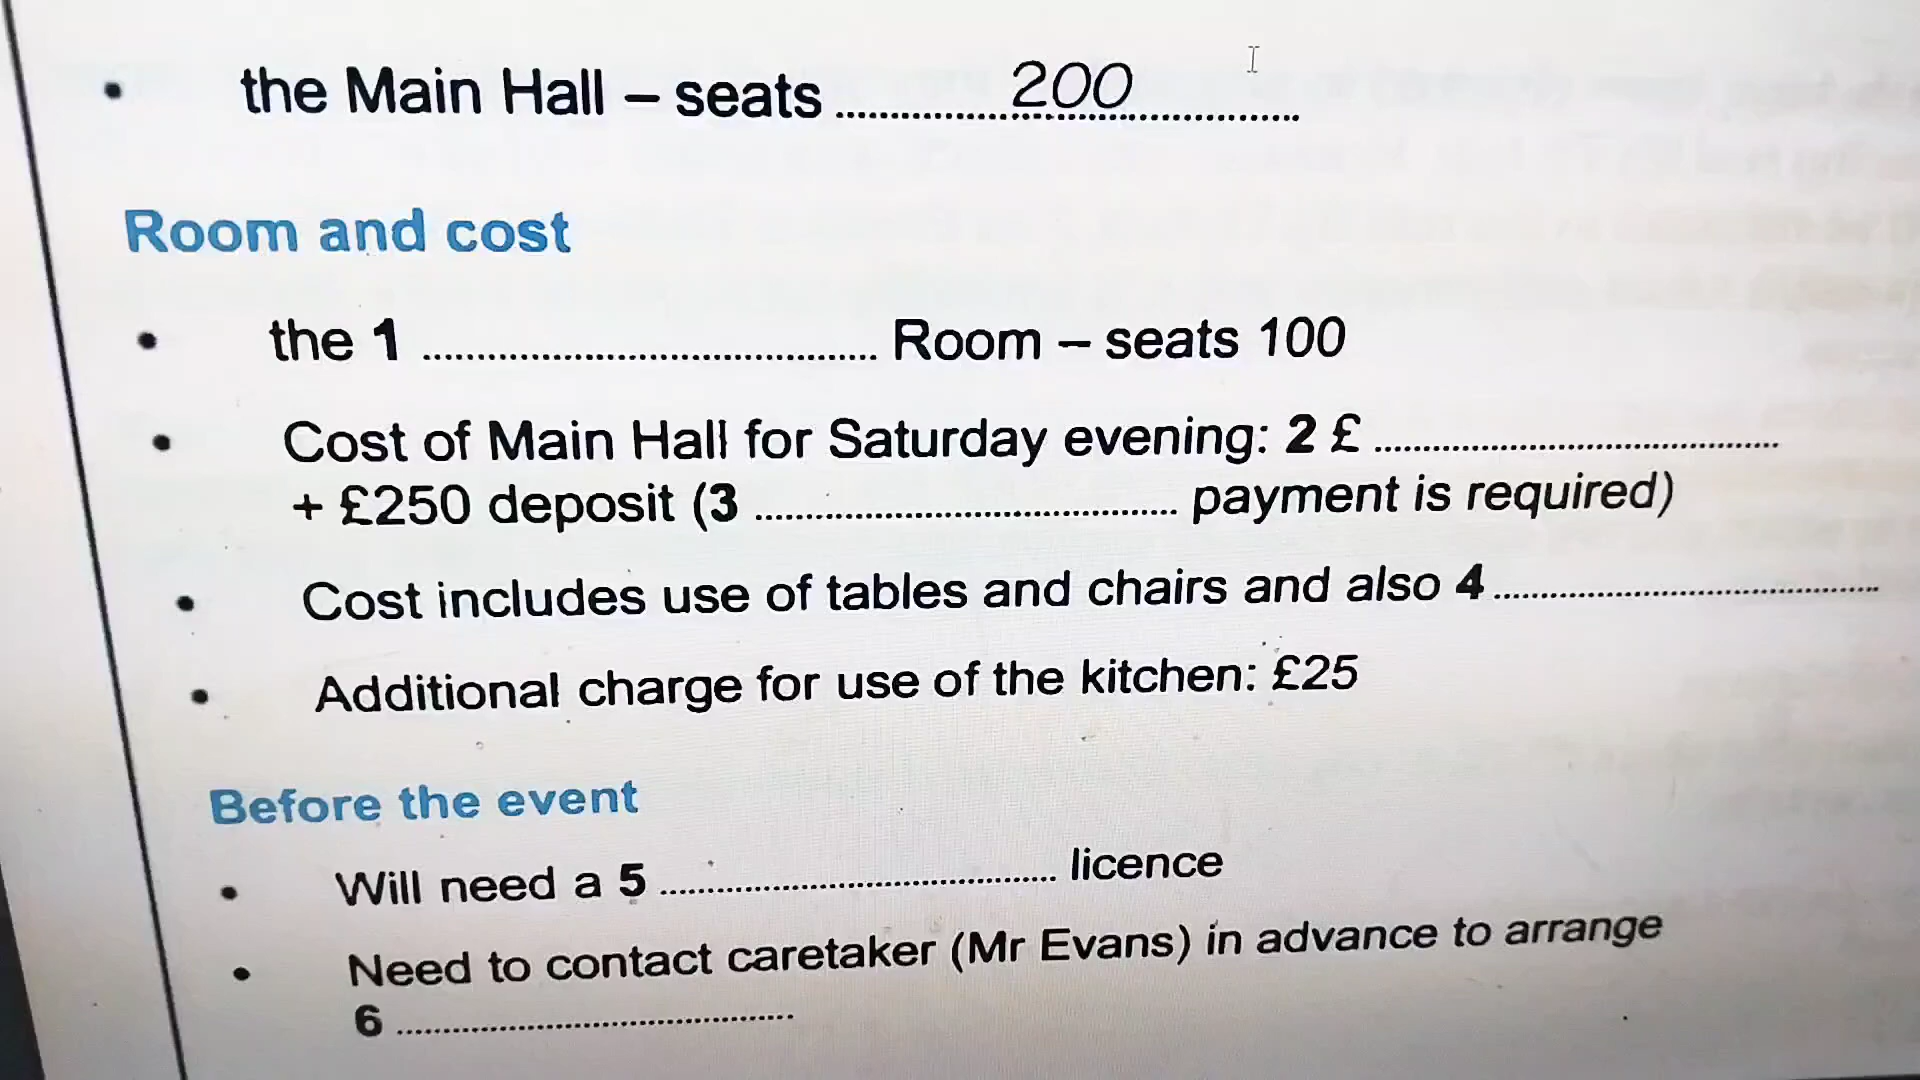 • the Main Hall – seats ........................200........................
Room and cost
• the 1 ........................................ Room – seats 100
• Cost of Main Hall for Saturday evening: 2 £ ........................................
+ £250 deposit (3 ........................................ payment is required)
• Cost includes use of tables and chairs and also 4 ........................................
• Additional charge for use of the kitchen: £25
Before the event
• Will need a 5 ........................................ licence
• Need to contact caretaker (Mr Evans) in advance to arrange
6 ........................................